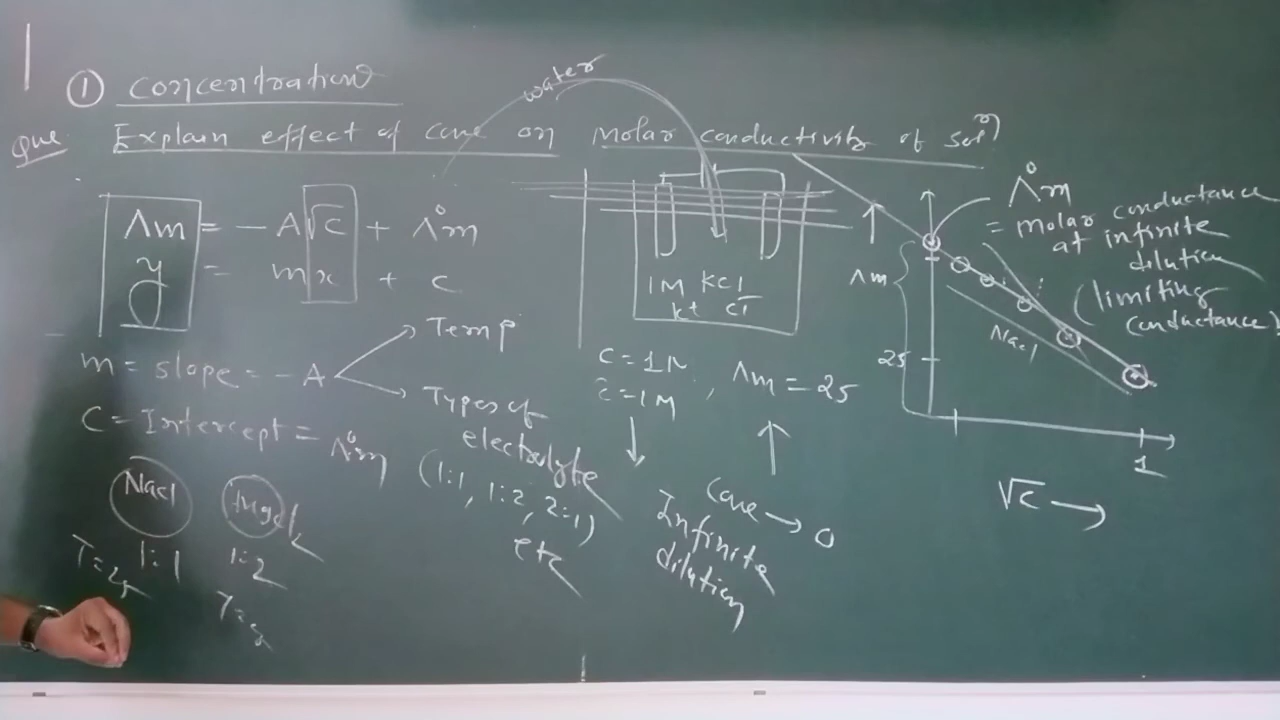 ① Concentration
Que Explain effect of conc on molar conductivity of solⁿ
Λm = - A √c + Λ°m
y = m x + c
m = slope = - A
Temp
Types of electrolyte
(1:1, 1:2, 2:1) etc
C = Intercept = Λ°m
NaCl
1:1
1:2
water
1M KCl
K⁺ Cl⁻
C = 1M
C = 1M, Λm = 25
Conc → 0
Infinite dilution
Λ°m
= molar conductance
at infinite
dilution
(limiting
conductance)
Λm
25
NaCl
1
√c →